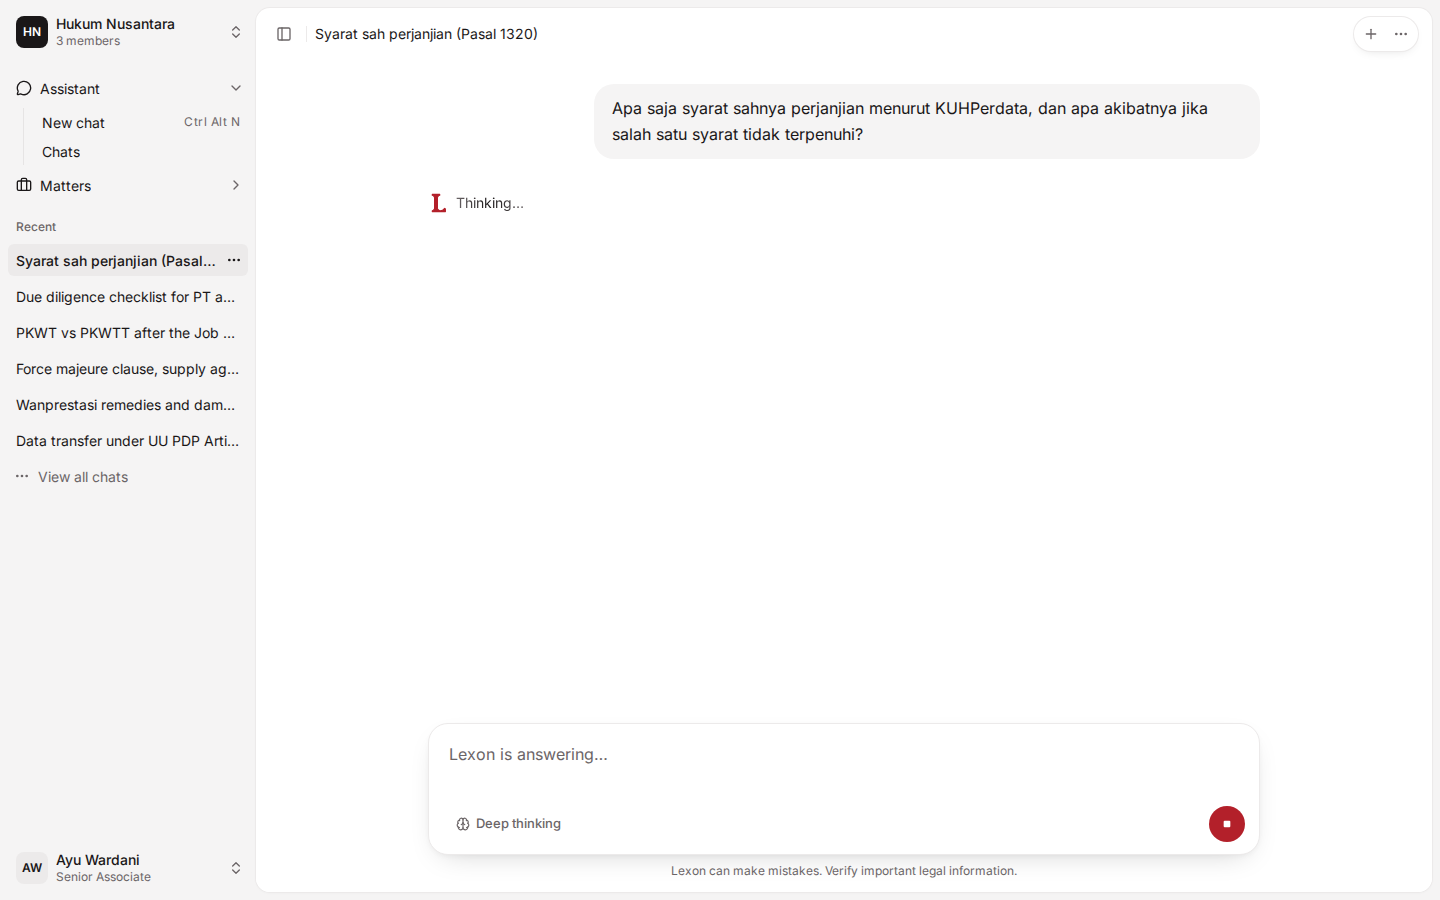 HN
Hukum Nusantara
3 members
Assistant
New chat
Ctrl Alt N
Chats
Matters
Recent
Syarat sah perjanjian (Pasal...
Due diligence checklist for PT a...
PKWT vs PKWTT after the Job ...
Force majeure clause, supply ag...
Wanprestasi remedies and dam...
Data transfer under UU PDP Arti...
View all chats
AW
Ayu Wardani
Senior Associate
Syarat sah perjanjian (Pasal 1320)
Apa saja syarat sahnya perjanjian menurut KUHPerdata, dan apa akibatnya jika
salah satu syarat tidak terpenuhi?
L Thinking...
Lexon is answering...
Deep thinking
Lexon can make mistakes. Verify important legal information.